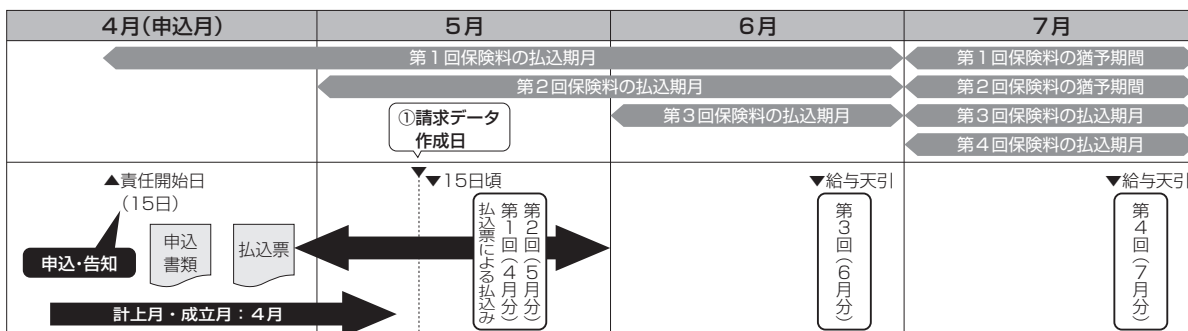 4月(申込月)
5月
6月
7月
第1回保険料の払込期月
第1回保険料の猶予期間
第2回保険料の払込期月
第2回保険料の猶予期間
第3回保険料の払込期月
第3回保険料の払込期月
第4回保険料の払込期月
①請求データ
作成日
▲責任開始日
(15日)
▼15日頃
▼給与天引
▼給与天引
申込・告知
申込
書類
払込票
第2回(5月分)
第1回(4月分)
払込票による払込み
第3回(6月分)
第4回(7月分)
計上月・成立月:4月